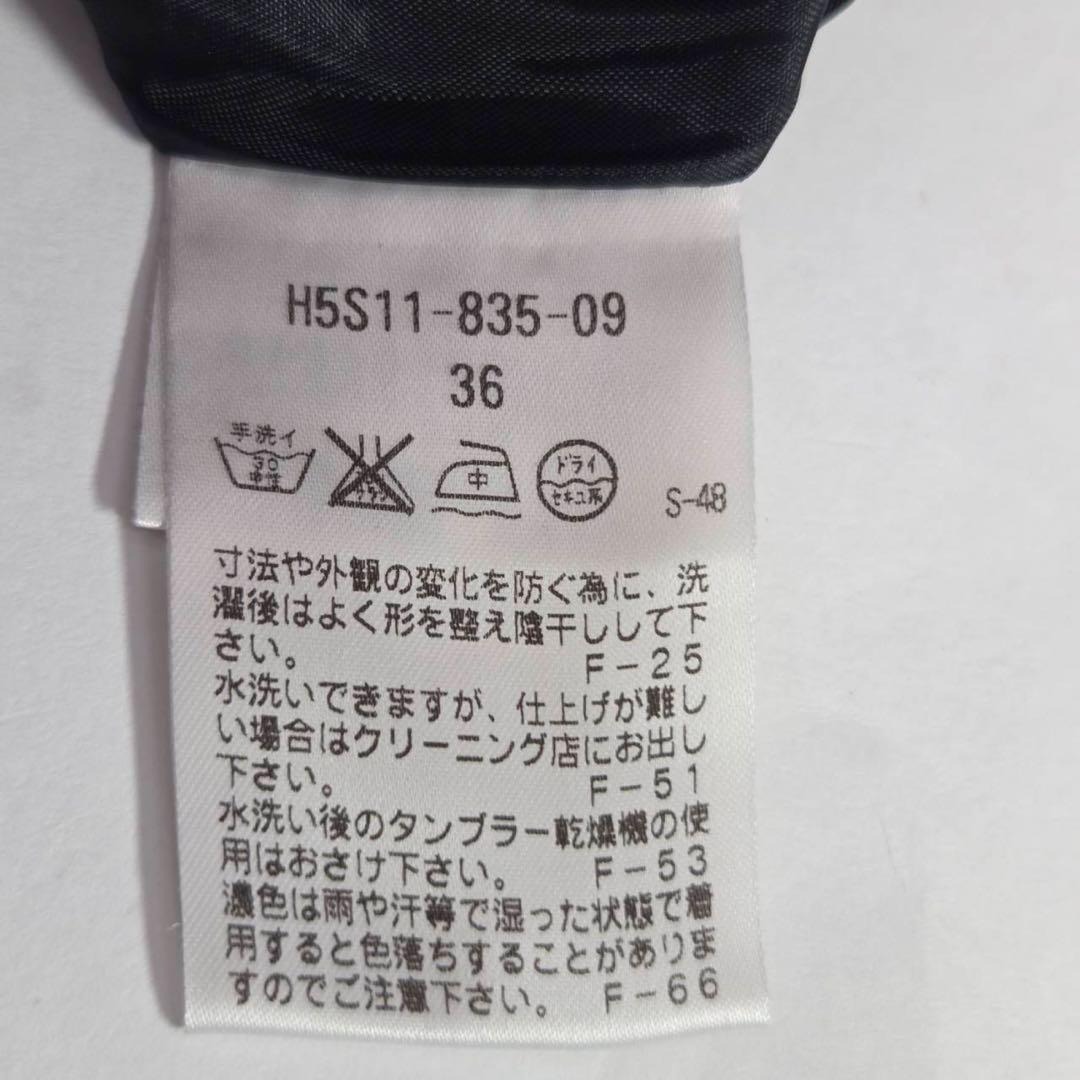 H5S11-835-09
36
手洗イ
30
中性
中
ドライ
セキユ系
S-48
寸法や外観の変化を防ぐ為に、洗
濯後はよく形を整え陰干しして下
さい。 F-25
水洗いできますが、仕上げが難し
い場合はクリーニング店にお出し
下さい。 F-51
水洗い後のタンブラー乾燥機の使
用はおさけ下さい。 F-53
濃色は雨や汗等で湿った状態で着
用すると色落ちすることがありま
すのでご注意下さい。 F-66